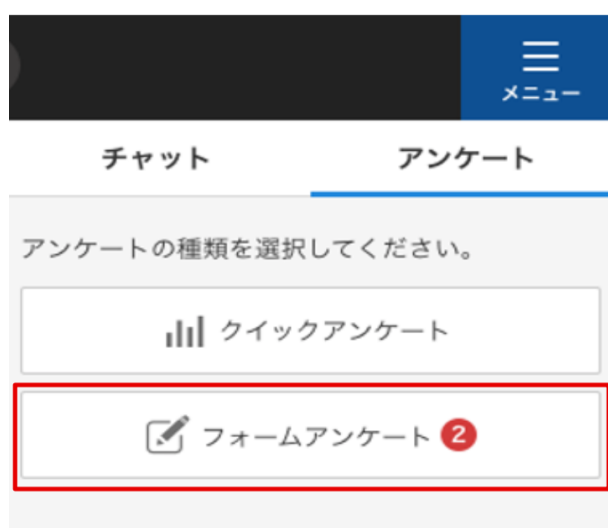 メニュー
チャット
アンケート
アンケートの種類を選択してください。
クイックアンケート
フォームアンケート 2